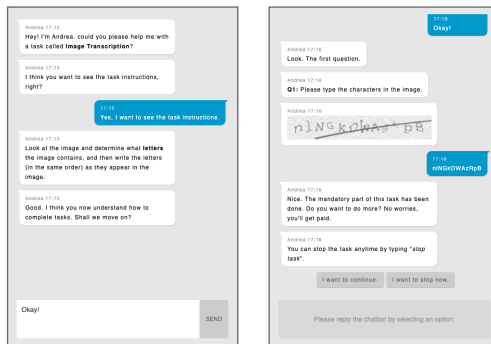 Andrea 17:15
Hey! I'm Andrea. could you please help me with
a task called Image Transcription?
Andrea 17:15
I think you want to see the task instructions,
right?
17:15
Yes, I want to see the task instructions.
Andrea 17:15
Look at the image and determine what letters
the image contains, and then write the letters
(in the same order) as they appear in the
image.
Andrea 17:15
Good. I think you now understand how to
complete tasks. Shall we move on?
Okay!
SEND
17:16
Okay!
Andrea 17:16
Look. The first question.
Andrea 17:16
Q1: Please type the characters in the image.
Andrea 17:16
17:16
nINGkDWAzRpB
Andrea 17:16
Nice. The mandatory part of this task has been
done. Do you want to do more? No worries,
you'll get paid.
Andrea 17:16
You can stop the task anytime by typing "stop
task".
I want to continue.
I want to stop now.
Please reply the chatbot by selecting an option.